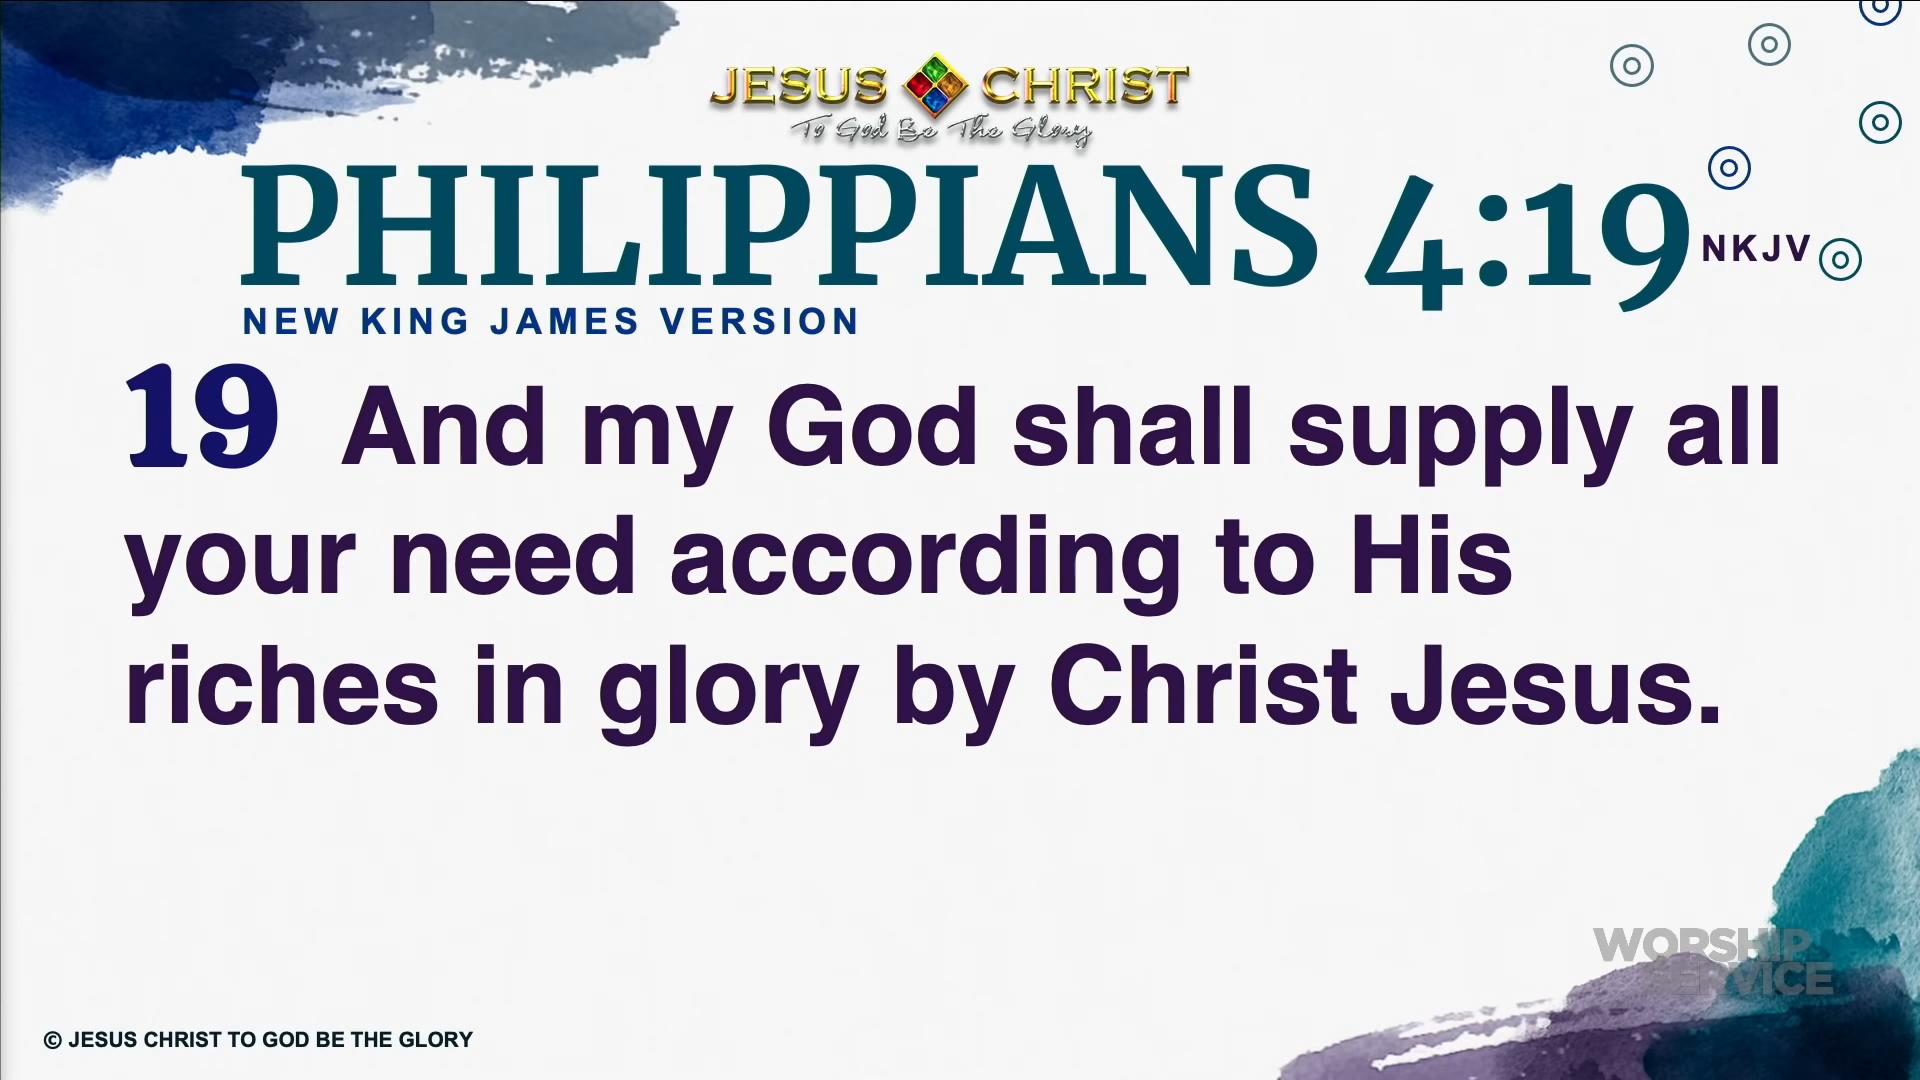 JESUS CHRIST
To God Be The Glory
PHILIPPIANS 4:19 NKJV
NEW KING JAMES VERSION
19 And my God shall supply all
your need according to His
riches in glory by Christ Jesus.
WORSHIP
SERVICE
© JESUS CHRIST TO GOD BE THE GLORY